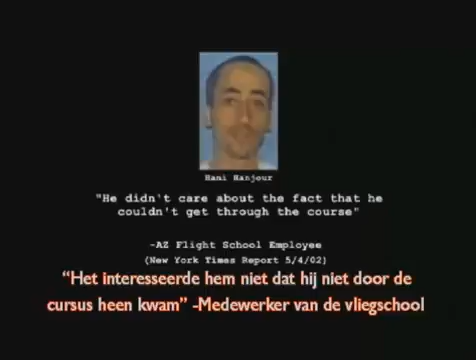 Hani Hanjour
"He didn't care about the fact that he
couldn't get through the course"
-AZ Flight School Employee
(New York Times Report 5/4/02)
“Het interesseerde hem niet dat hij niet door de
cursus heen kwam” -Medewerker van de vliegschool